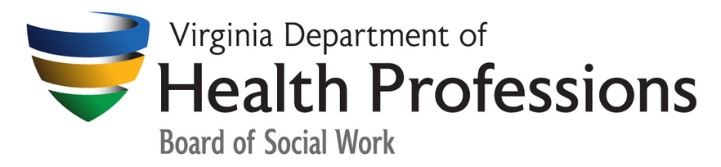 Virginia Department of
Health Professions
Board of Social Work